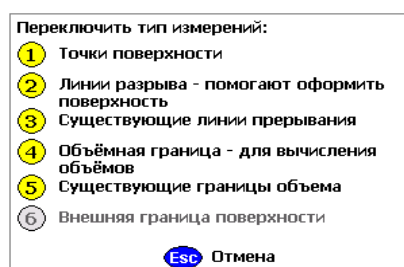 Переключить тип измерений:
1 Точки поверхности
2 Линии разрыва - помогают оформить
поверхность
3 Существующие линии прерывания
4 Объёмная граница - для вычисления
объёмов
5 Существующие границы объема
6 Внешняя граница поверхности
Esc Отмена